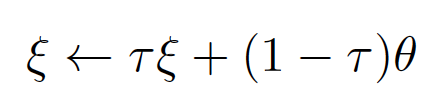 ξ ← τξ + (1 − τ)θ